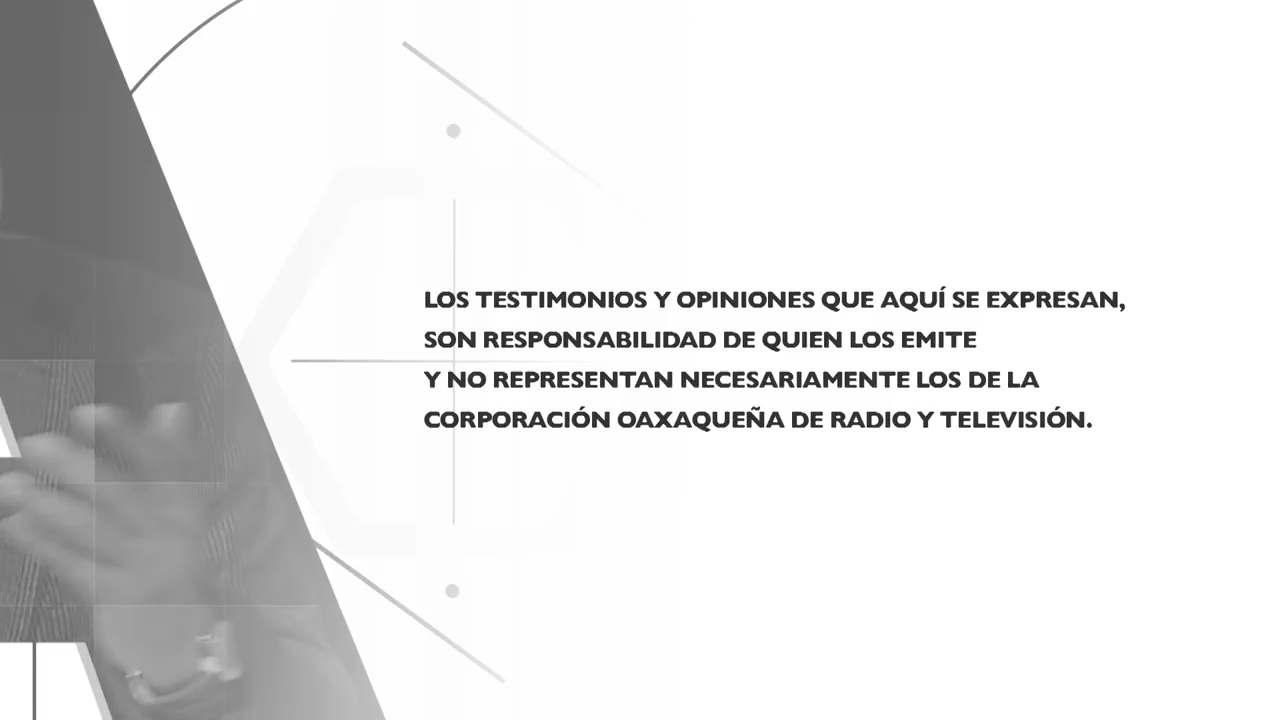 LOS TESTIMONIOS Y OPINIONES QUE AQUÍ SE EXPRESAN,
SON RESPONSABILIDAD DE QUIEN LOS EMITE
Y NO REPRESENTAN NECESARIAMENTE LOS DE LA
CORPORACIÓN OAXAQUEÑA DE RADIO Y TELEVISIÓN.